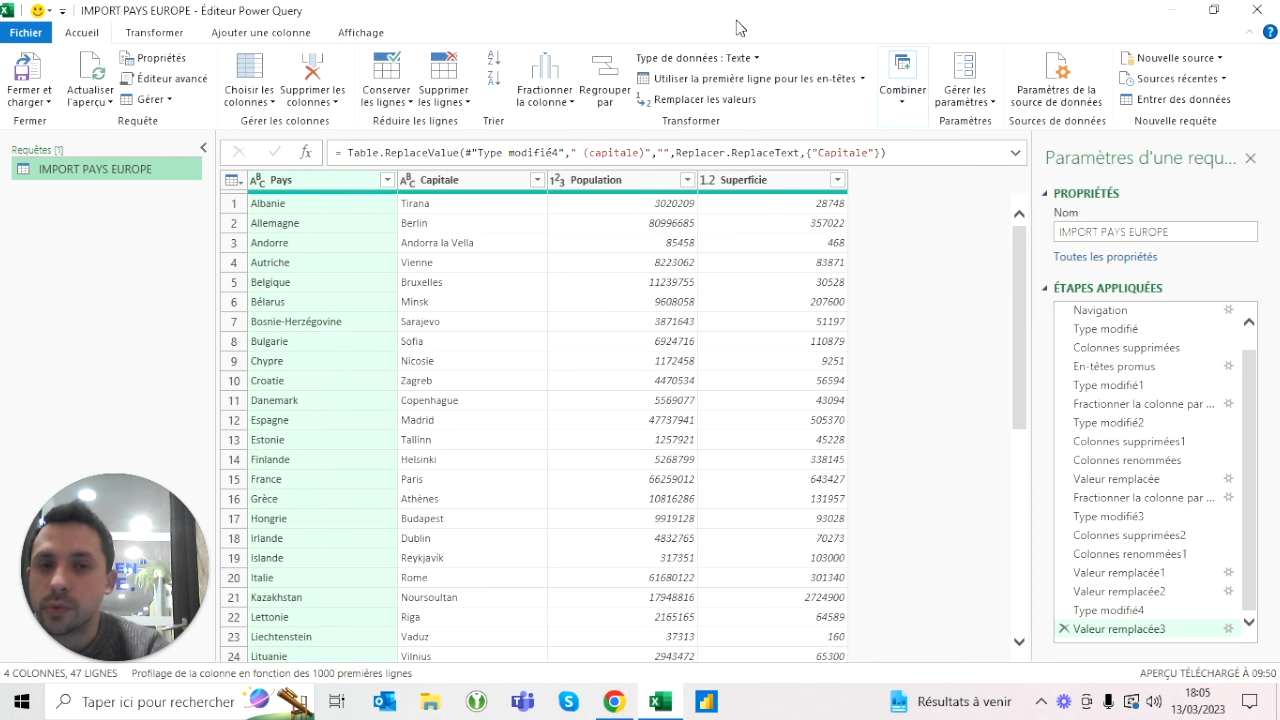 IMPORT PAYS EUROPE - Éditeur Power Query
Fichier
Accueil
Transformer
Ajouter une colonne
Affichage
Fermer et charger
Actualiser l'aperçu
Propriétés
Éditeur avancé
Gérer
Choisir les colonnes
Supprimer les colonnes
Conserver les lignes
Supprimer les lignes
Fractionner la colonne
Regrouper par
Type de données : Texte
Utiliser la première ligne pour les en-têtes
Remplacer les valeurs
Combiner
Gérer les paramètres
Paramètres de la source de données
Nouvelle source
Sources récentes
Entrer des données
Fermer
Requête
Gérer les colonnes
Réduire les lignes
Trier
Transformer
Paramètres
Sources de données
Nouvelle requête
Requêtes [1]
IMPORT PAYS EUROPE
= Table.ReplaceValue(#"Type modifié4"," (capitale)","",Replacer.ReplaceText,{"Capitale"})
Pays Capitale Population Superficie
1 Albanie Tirana 3020209 28748
2 Allemagne Berlin 80996685 357022
3 Andorre Andorra la Vella 85458 468
4 Autriche Vienne 8223062 83871
5 Belgique Bruxelles 11239755 30528
6 Bélarus Minsk 9608058 207600
7 Bosnie-Herzégovine Sarajevo 3871643 51197
8 Bulgarie Sofia 6924716 110879
9 Chypre Nicosie 1172458 9251
10 Croatie Zagreb 4470534 56594
11 Danemark Copenhague 5569077 43094
12 Espagne Madrid 47737941 505370
13 Estonie Tallinn 1257921 45228
14 Finlande Helsinki 5268799 338145
15 France Paris 66259012 643427
16 Grèce Athènes 10816286 131957
17 Hongrie Budapest 9919128 93028
18 Irlande Dublin 4832765 70273
19 Islande Reykjavik 317351 103000
20 Italie Rome 61680122 301340
21 Kazakhstan Noursoultan 17948816 2724900
22 Lettonie Riga 2165165 64589
23 Liechtenstein Vaduz 37313 160
24 Lituanie Vilnius 2943472 65300
Paramètres d'une requ...
PROPRIÉTÉS
Nom
IMPORT PAYS EUROPE
Toutes les propriétés
ÉTAPES APPLIQUÉES
Navigation
Type modifié
Colonnes supprimées
En-têtes promus
Type modifié1
Fractionner la colonne par ...
Type modifié2
Colonnes supprimées1
Colonnes renommées
Valeur remplacée
Fractionner la colonne par ...
Type modifié3
Colonnes supprimées2
Colonnes renommées1
Valeur remplacée1
Valeur remplacée2
Type modifié4
Valeur remplacée3
4 COLONNES, 47 LIGNES
Profilage de la colonne en fonction des 1000 premières lignes
APERÇU TÉLÉCHARGÉ À 09:50
Taper ici pour rechercher
Résultats à venir
18:05
13/03/2023